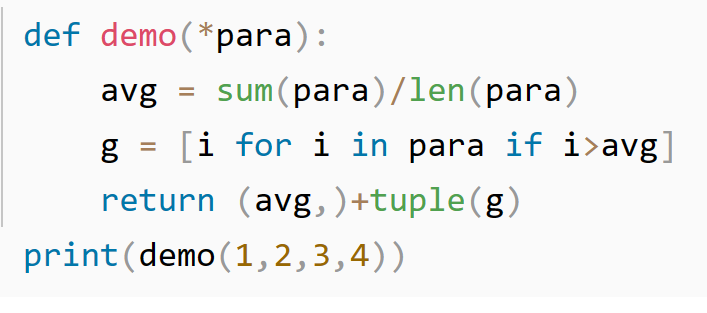 def demo(*para):
    avg = sum(para)/len(para)
    g = [i for i in para if i>avg]
    return (avg,)+tuple(g)
print(demo(1,2,3,4))